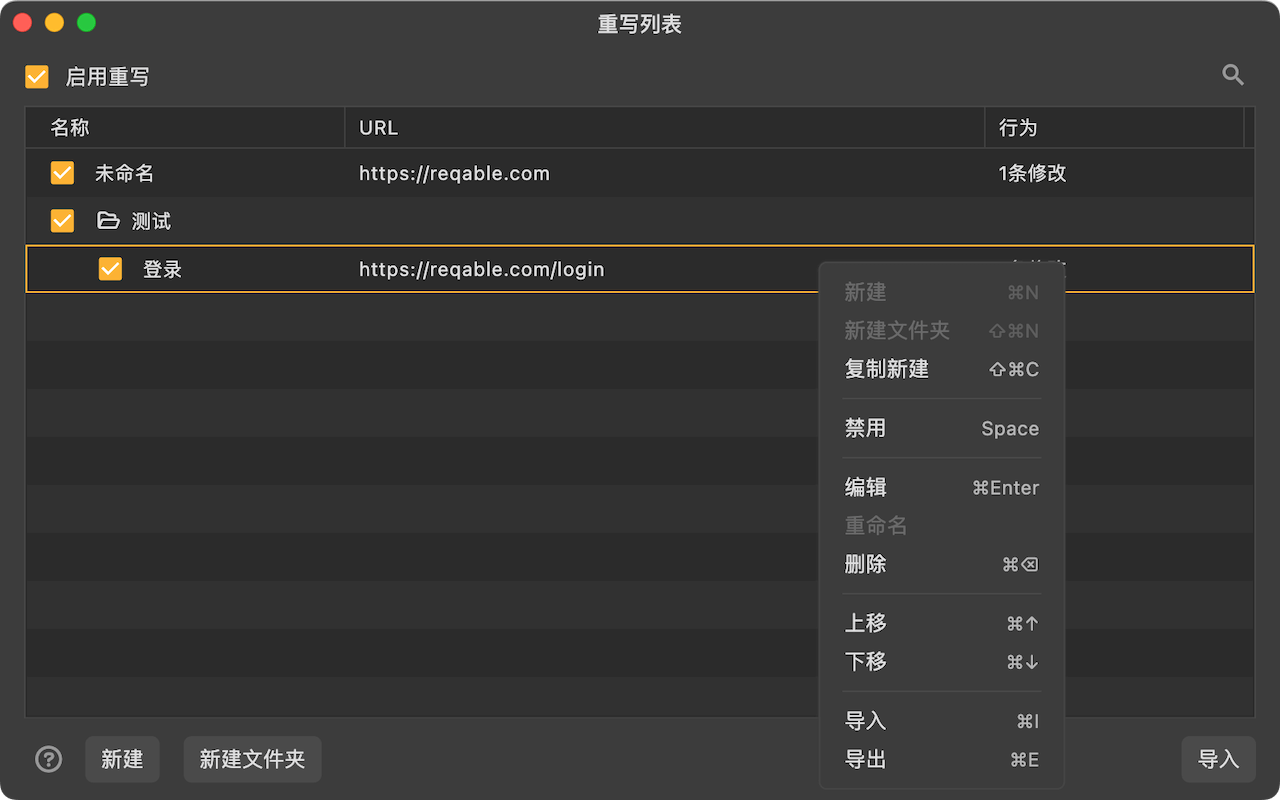 重写列表
启用重写
名称 URL 行为
未命名 https://reqable.com 1条修改
测试
登录 https://reqable.com/login
新建 ⌘N
新建文件夹 ⇧⌘N
复制新建 ⇧⌘C
禁用 Space
编辑 ⌘Enter
重命名
删除 ⌘⌫
上移 ⌘↑
下移 ⌘↓
导入 ⌘I
导出 ⌘E
? 新建 新建文件夹 导入